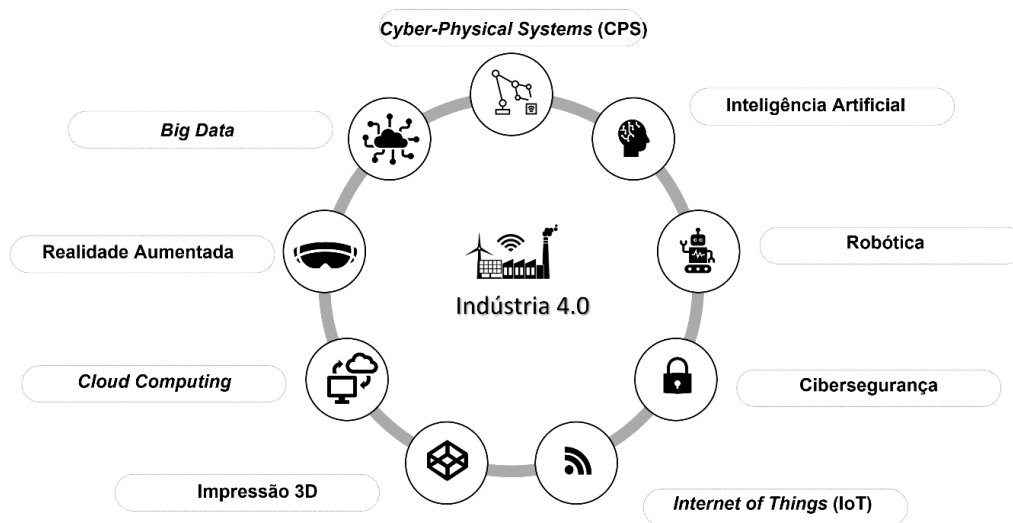 Cyber-Physical Systems (CPS)
Big Data
Inteligência Artificial
Realidade Aumentada
Robótica
Indústria 4.0
Cloud Computing
Cibersegurança
Impressão 3D
Internet of Things (IoT)